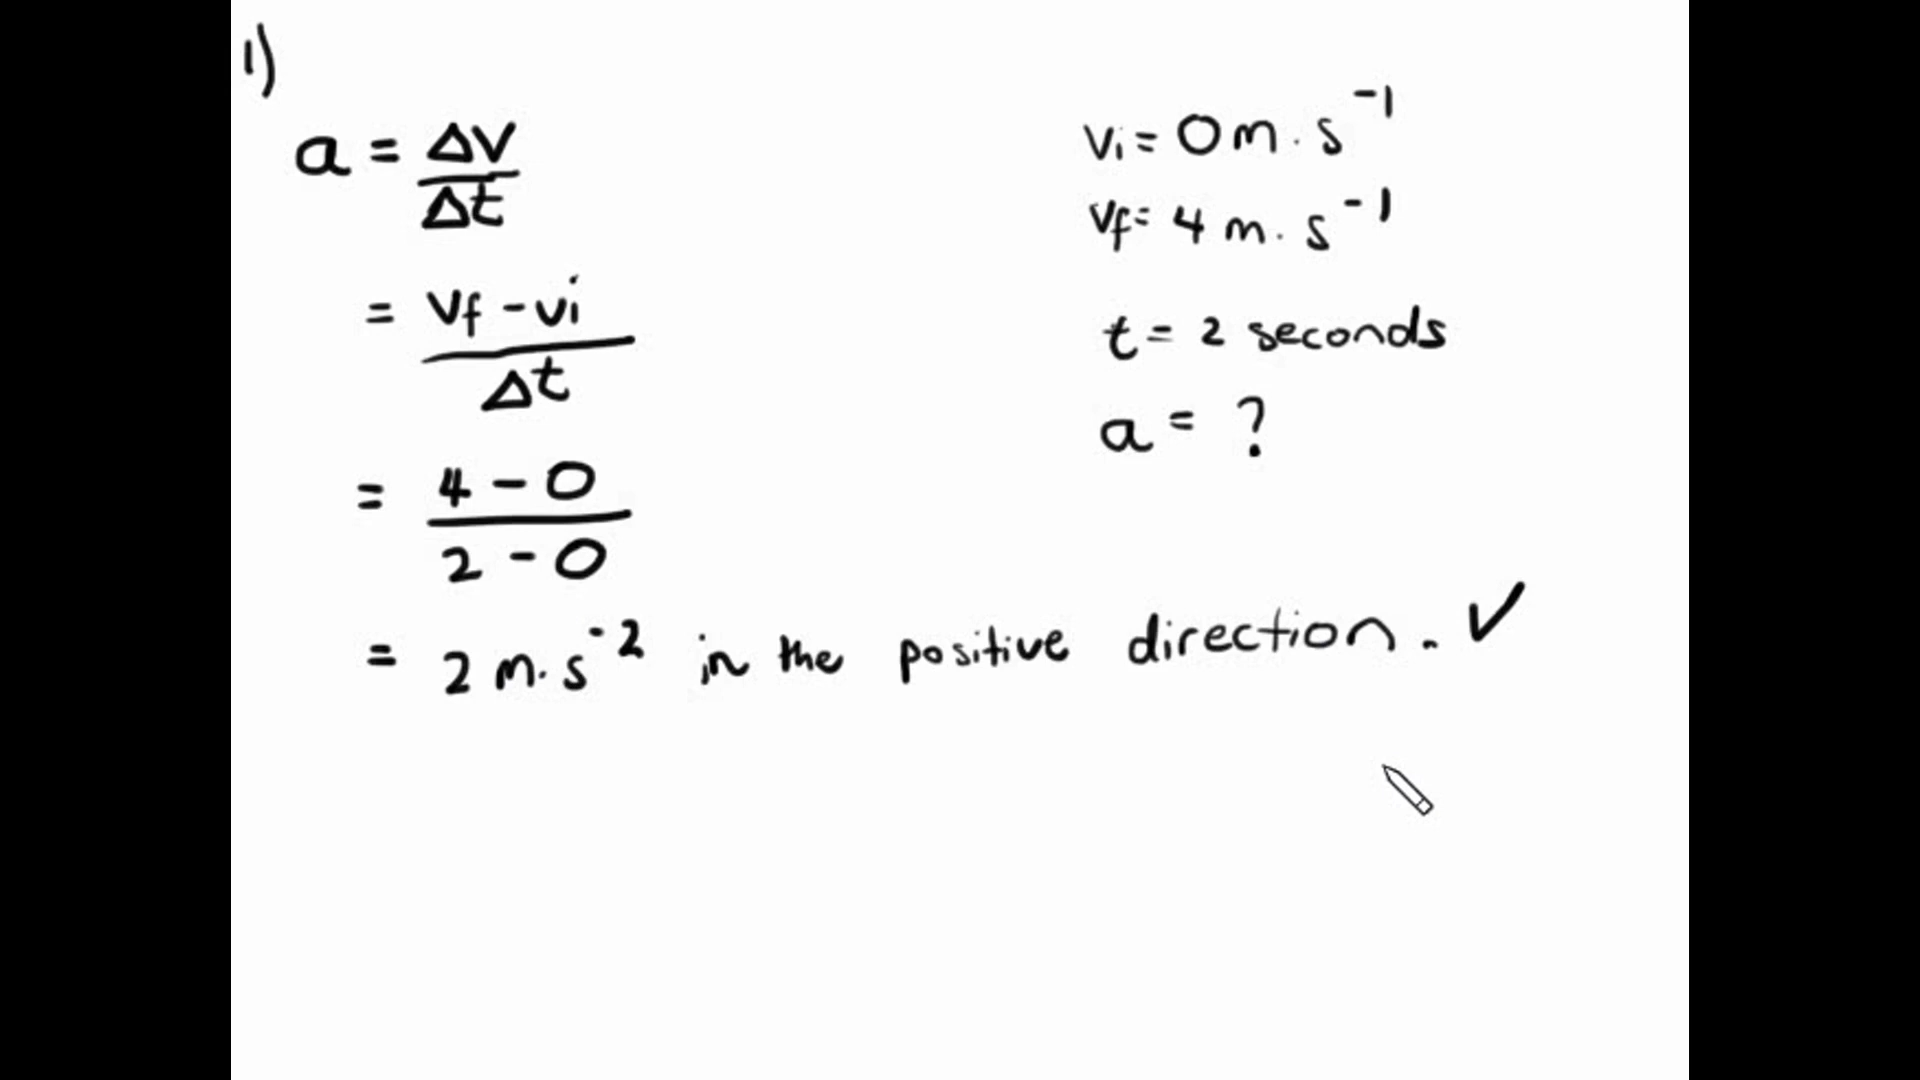 1)
a = Δv
Δt
= vf - vi
Δt
= 4 - 0
2 - 0
= 2 m·s⁻² in the positive direction. ✓
vi = 0 m·s⁻¹
vf = 4 m·s⁻¹
t = 2 seconds
a = ?